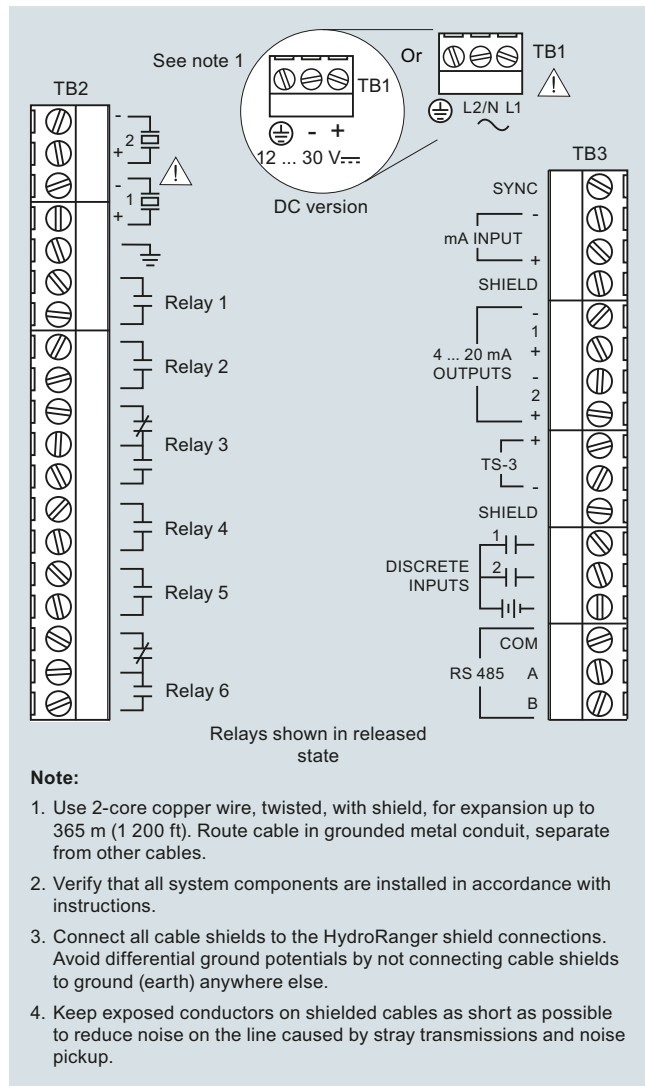 See note 1
TB1
12 ... 30 V
- +
DC version
Or
TB1
L2/N L1
TB2
-
2
+
-
1
+
Relay 1
Relay 2
Relay 3
Relay 4
Relay 5
Relay 6
TB3
SYNC
-
mA INPUT
+
SHIELD
-
1
4 ... 20 mA
+
OUTPUTS
-
2
+
+
TS-3
-
SHIELD
1
DISCRETE
2
INPUTS
COM
RS 485 A
B
Relays shown in released
state
Note:
1. Use 2-core copper wire, twisted, with shield, for expansion up to
365 m (1 200 ft). Route cable in grounded metal conduit, separate
from other cables.
2. Verify that all system components are installed in accordance with
instructions.
3. Connect all cable shields to the HydroRanger shield connections.
Avoid differential ground potentials by not connecting cable shields
to ground (earth) anywhere else.
4. Keep exposed conductors on shielded cables as short as possible
to reduce noise on the line caused by stray transmissions and noise
pickup.